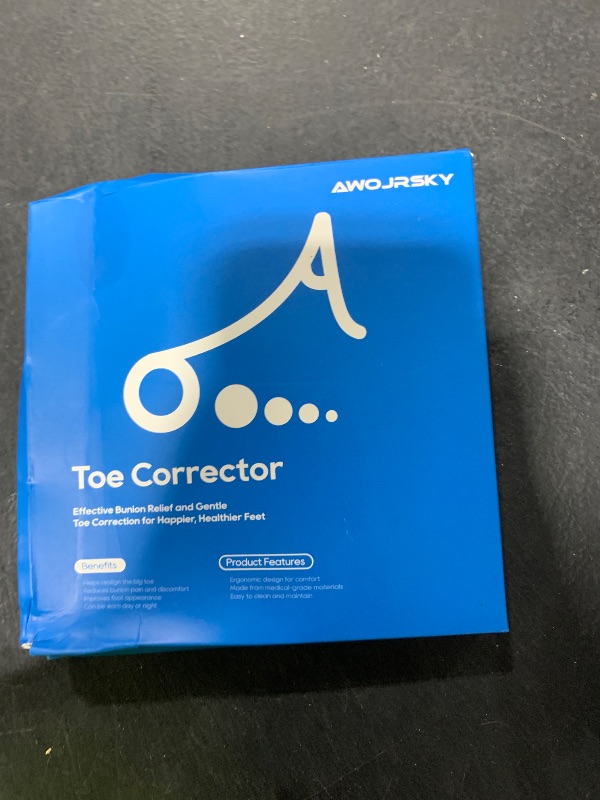 AWOJRSKY
Toe Corrector
Effective Bunion Relief and Gentle
Toe Correction for Happier, Healthier Feet
Benefits
Helps realign the big toe
Reduces bunion pain and discomfort
Improves foot appearance
Can be each day or night
Product Features
Ergonomic design for comfort
Made from medical-grade materials
Easy to clean and maintain